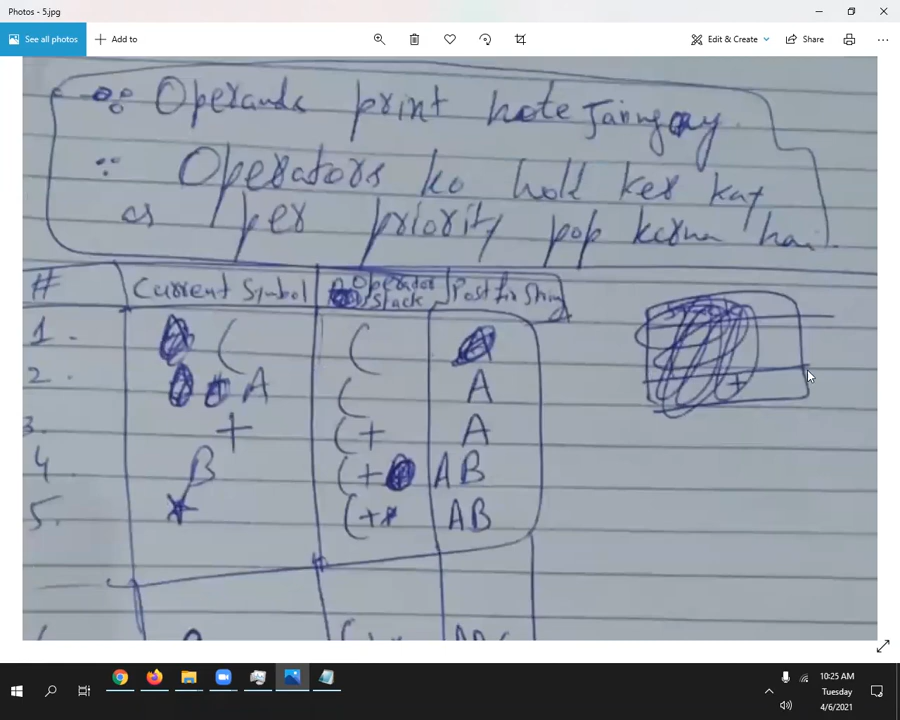 Photos - 5.jpg
See all photos
Add to
Edit & Create
Share
Operands print hote Jaingay.
Operators ko hold ker kay
as per priority pop kerna hai.
# Current Symbol Operator Stack Postfix String
1. ( (
2. A ( A
3. + (+ A
4 B (+ AB
5. * (+* AB
10:25 AM
Tuesday
4/6/2021